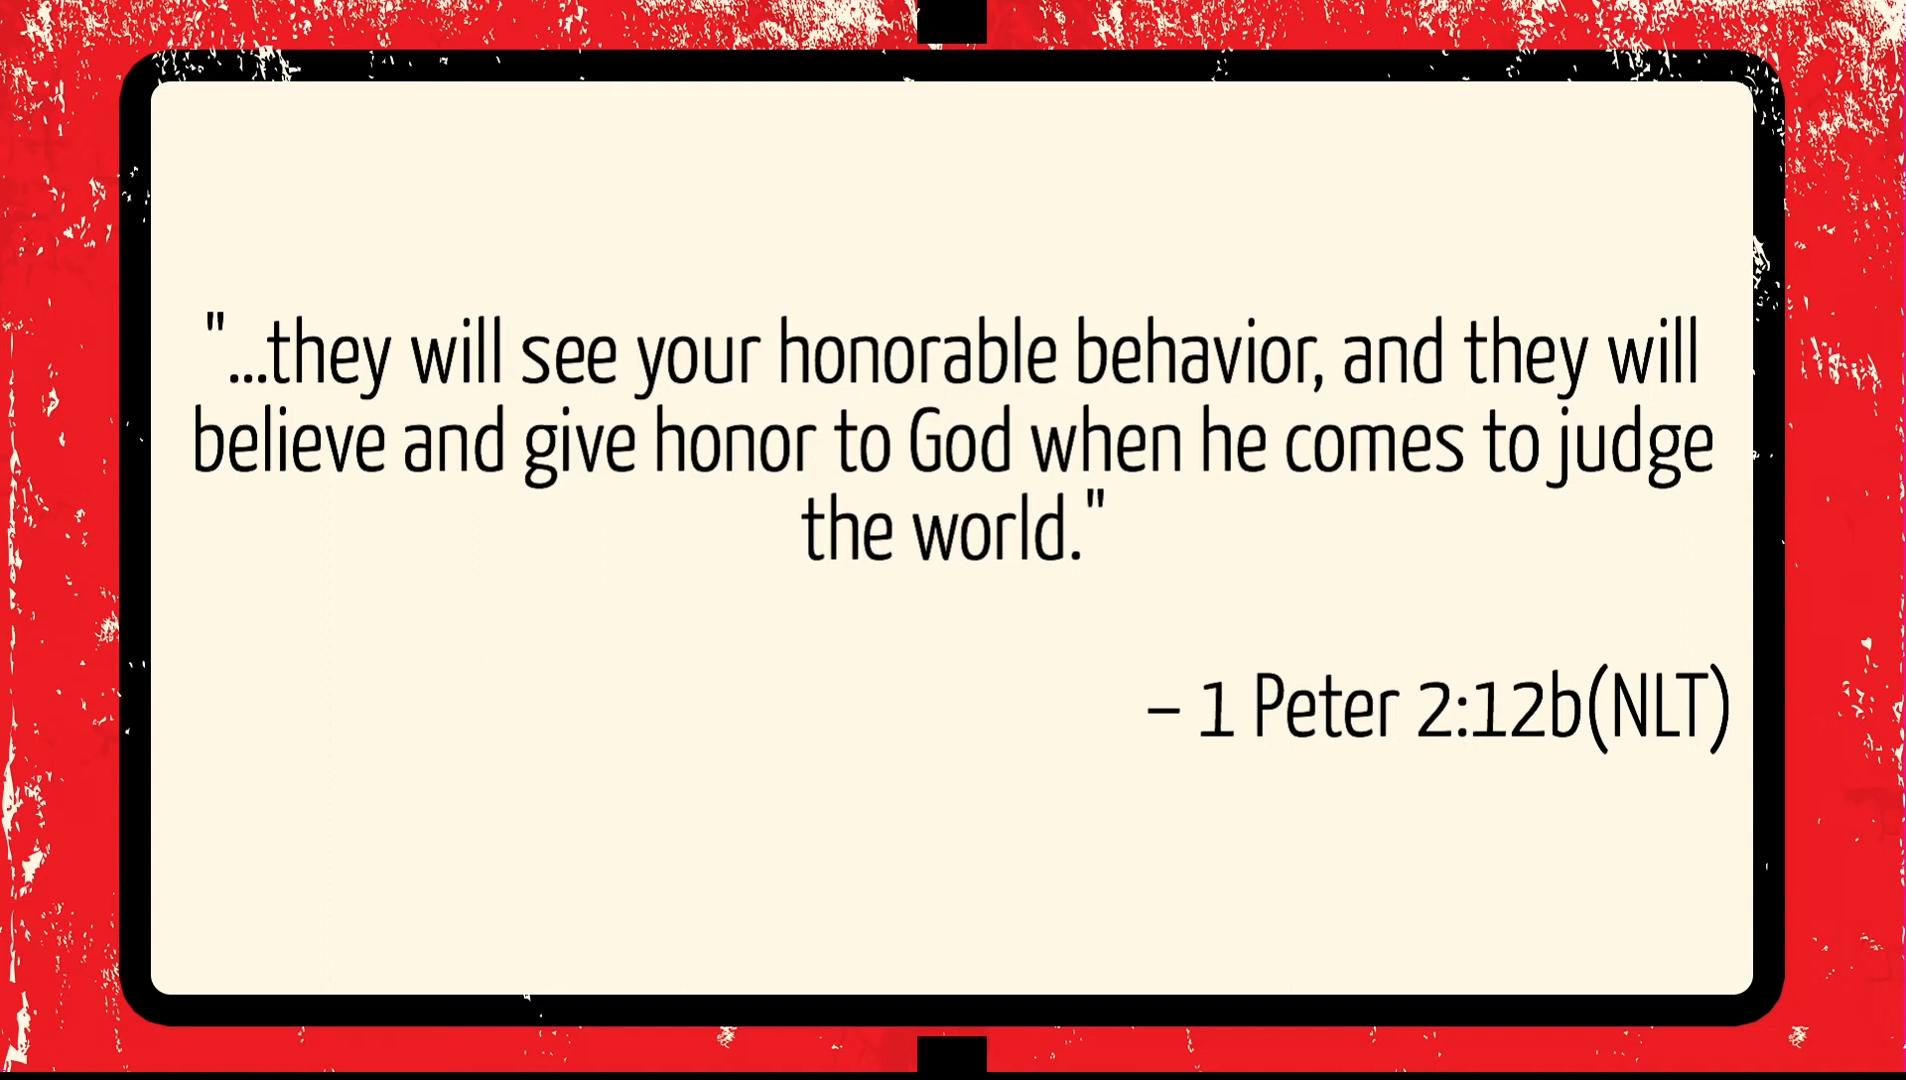 "...they will see your honorable behavior, and they will
believe and give honor to God when he comes to judge
the world."
– 1 Peter 2:12b(NLT)